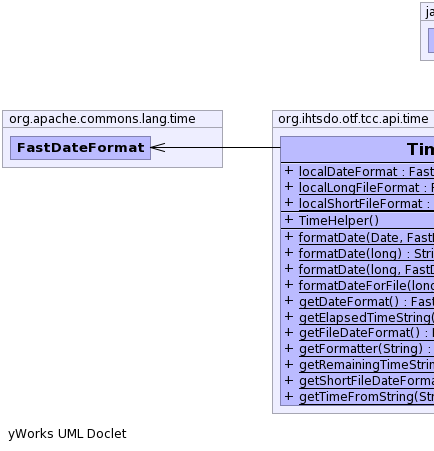 ja
org.apache.commons.lang.time
FastDateFormat
org.ihtsdo.otf.tcc.api.time
Tim
+ localDateFormat : Fast
+ localLongFileFormat : F
+ localShortFileFormat :
+ TimeHelper()
+ formatDate(Date, FastD
+ formatDate(long) : Stri
+ formatDate(long, FastD
+ formatDateForFile(long
+ getDateFormat() : Fast
+ getElapsedTimeString(
+ getFileDateFormat() : F
+ getFormatter(String) :
+ getRemainingTimeStrin
+ getShortFileDateForma
+ getTimeFromString(Str
yWorks UML Doclet